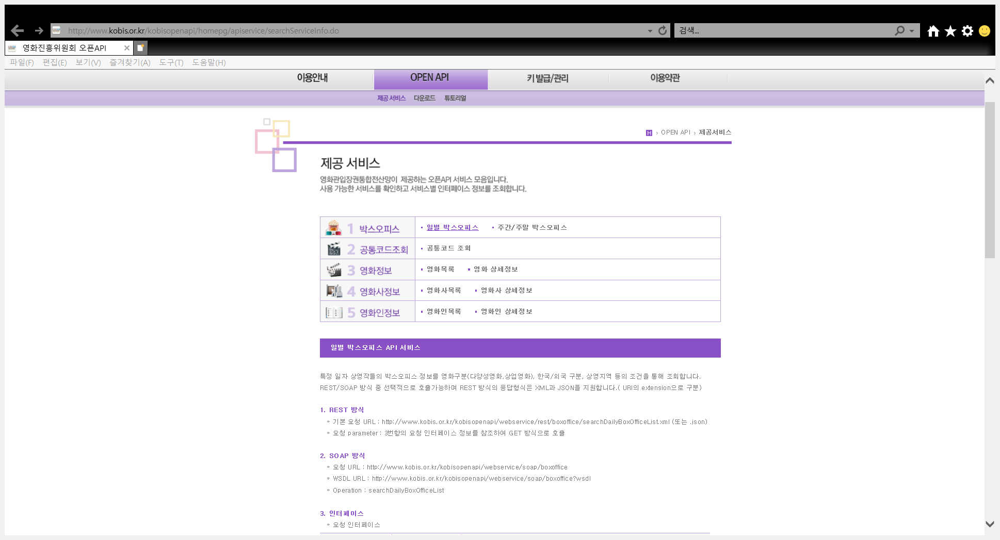 http://www.kobis.or.kr/kobisopenapi/homepg/apiservice/searchServiceInfo.do
검색...
영화진흥위원회 오픈API
파일(F) 편집(E) 보기(V) 즐겨찾기(A) 도구(T) 도움말(H)
이용안내 OPEN API 키 발급/관리 이용약관
제공 서비스 다운로드 튜토리얼
H › OPEN API › 제공서비스
제공 서비스
영화관입장권통합전산망이 제공하는 오픈API 서비스 모음입니다.
사용 가능한 서비스를 확인하고 서비스별 인터페이스 정보를 조회합니다.
1 박스오피스 일별 박스오피스 주간/주말 박스오피스
2 공통코드조회 공통코드 조회
3 영화정보 영화목록 영화 상세정보
4 영화사정보 영화사목록 영화사 상세정보
5 영화인정보 영화인목록 영화인 상세정보
일별 박스오피스 API 서비스
특정 일자 상영작들의 박스오피스 정보를 영화구분(다양성영화,상업영화), 한국/외국 구분, 상영지역 등의 조건을 통해 조회합니다.
REST/SOAP 방식 중 선택적으로 호출가능하며 REST 방식의 응답형식은 XML과 JSON을 지원합니다.( URI의 extension으로 구분)
1. REST 방식
기본 요청 URL : http://www.kobis.or.kr/kobisopenapi/webservice/rest/boxoffice/searchDailyBoxOfficeList.xml (또는 .json)
요청 parameter : 3번항의 요청 인터페이스 정보를 참조하여 GET 방식으로 호출
2. SOAP 방식
요청 URL : http://www.kobis.or.kr/kobisopenapi/webservice/soap/boxoffice
WSDL URL : http://www.kobis.or.kr/kobisopenapi/webservice/soap/boxoffice?wsdl
Operation : searchDailyBoxOfficeList
3. 인터페이스
요청 인터페이스